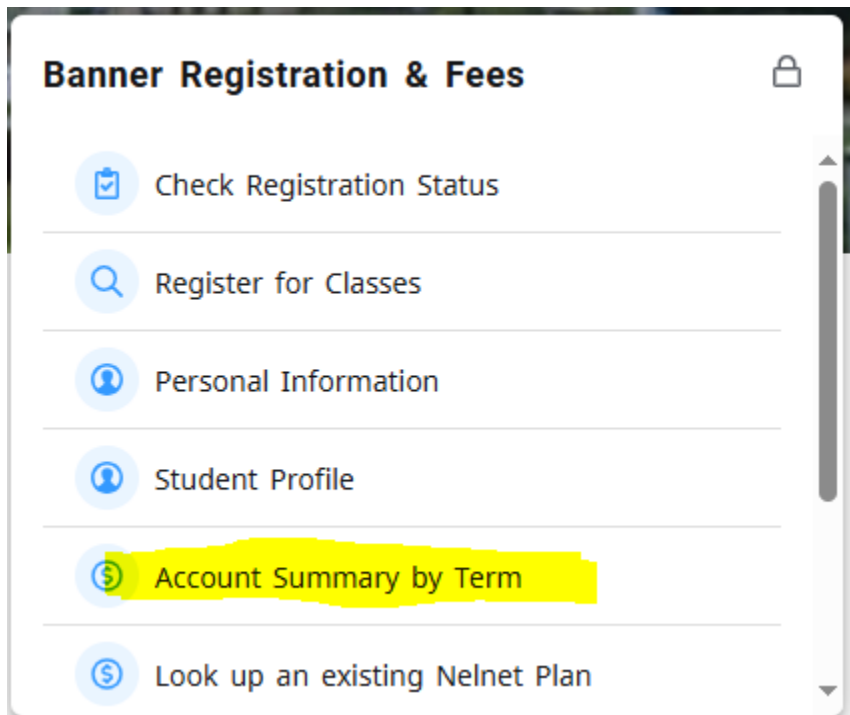 Banner Registration & Fees
Check Registration Status
Register for Classes
Personal Information
Student Profile
Account Summary by Term
Look up an existing Nelnet Plan